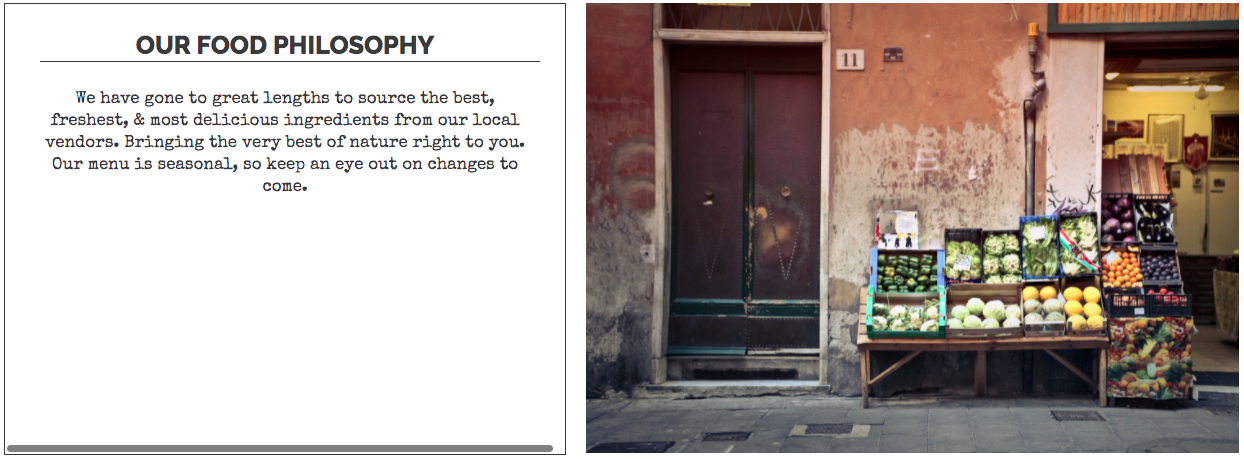 OUR FOOD PHILOSOPHY
We have gone to great lengths to source the best,
freshest, & most delicious ingredients from our local
vendors. Bringing the very best of nature right to you.
Our menu is seasonal, so keep an eye out on changes to
come.
11